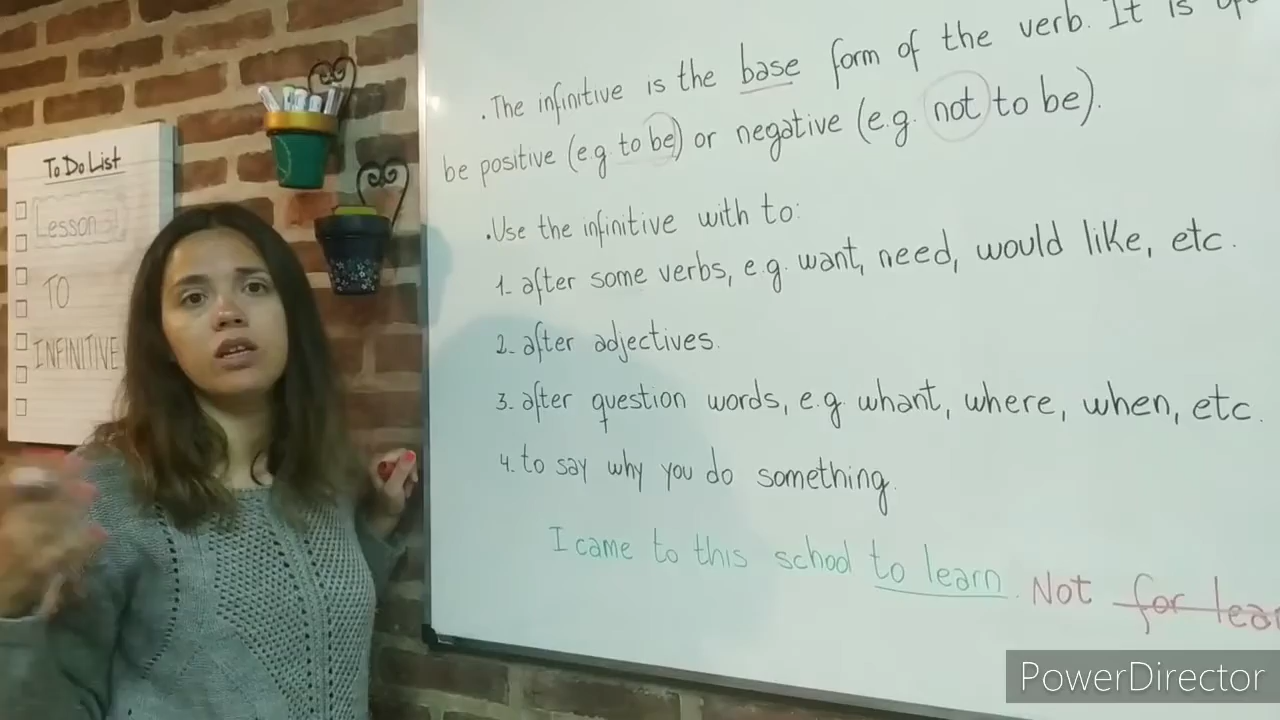 To Do List
Lesson
TO
INFINITIVE
. The infinitive is the base form of the verb. It is
be positive (e.g. to be) or negative (e.g. not to be).
. Use the infinitive with to:
1- after some verbs, e.g. want, need, would like, etc.
2- after adjectives.
3- after question words, e.g. whant, where, when, etc.
4- to say why you do something.
I came to this school to learn. Not for
PowerDirector